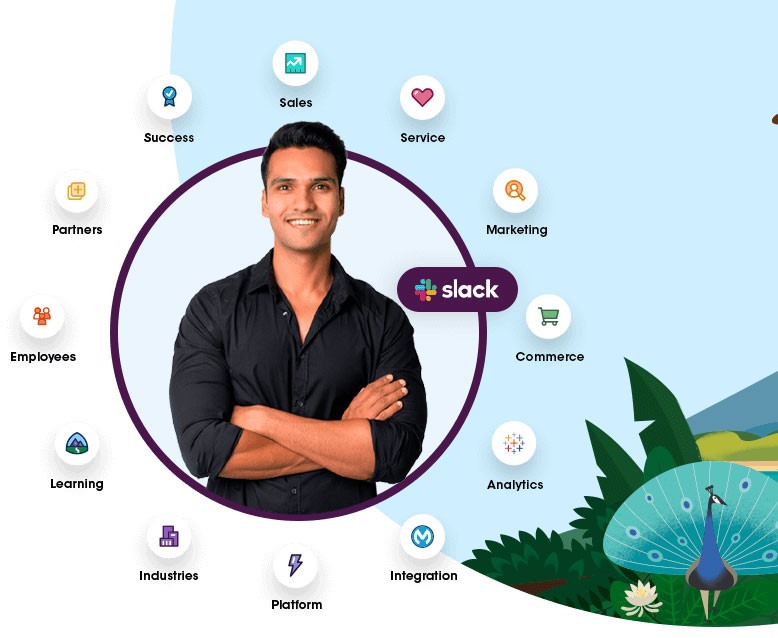 Sales
Success
Service
Partners
Marketing
slack
Employees
Commerce
Learning
Analytics
Industries
Integration
Platform